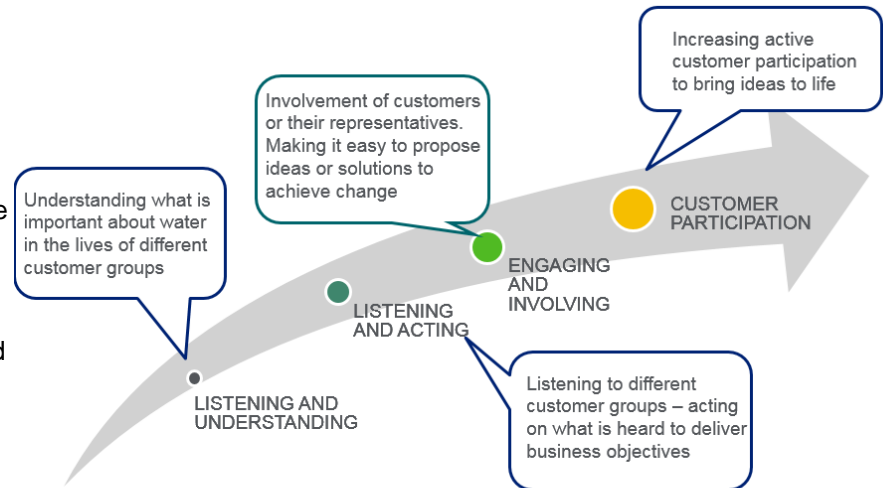 Increasing active
customer participation
to bring ideas to life
Involvement of customers
or their representatives.
Making it easy to propose
ideas or solutions to
achieve change
Understanding what is
important about water
in the lives of different
customer groups
CUSTOMER
PARTICIPATION
ENGAGING
AND
INVOLVING
LISTENING
AND ACTING
LISTENING AND
UNDERSTANDING
Listening to different
customer groups – acting
on what is heard to deliver
business objectives